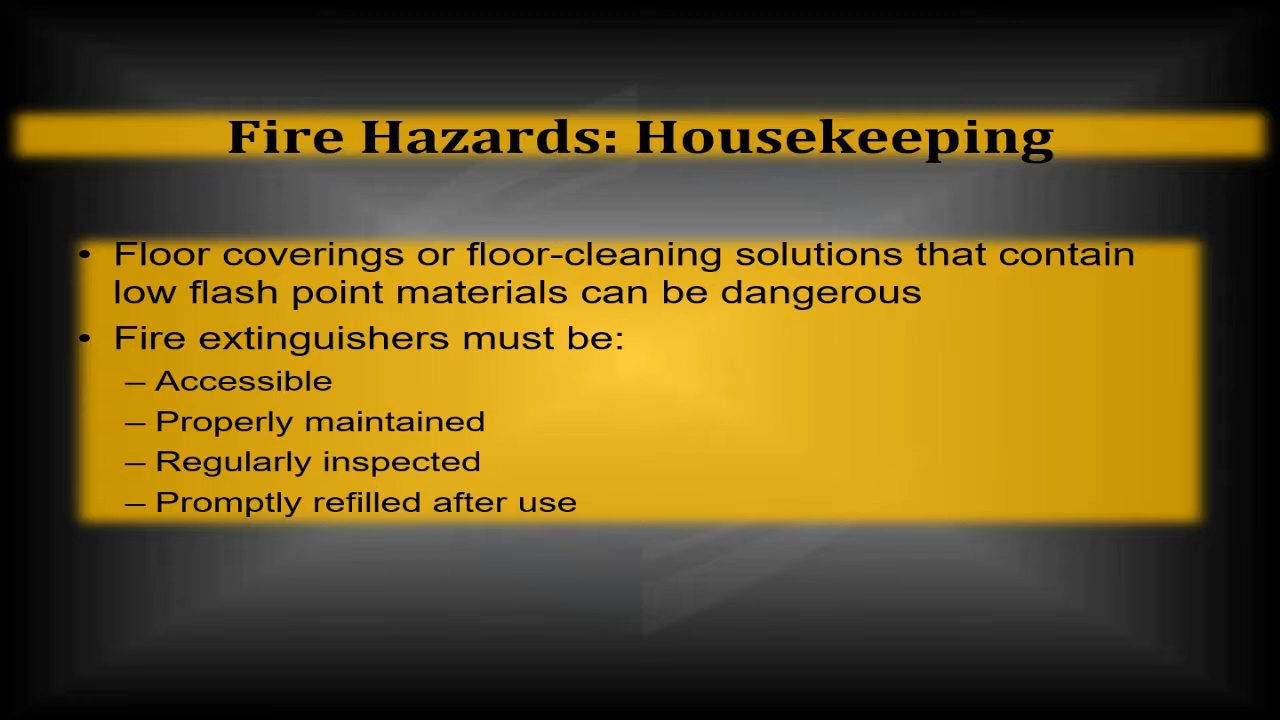 Fire Hazards: Housekeeping
• Floor coverings or floor-cleaning solutions that contain
low flash point materials can be dangerous
• Fire extinguishers must be:
– Accessible
– Properly maintained
– Regularly inspected
– Promptly refilled after use